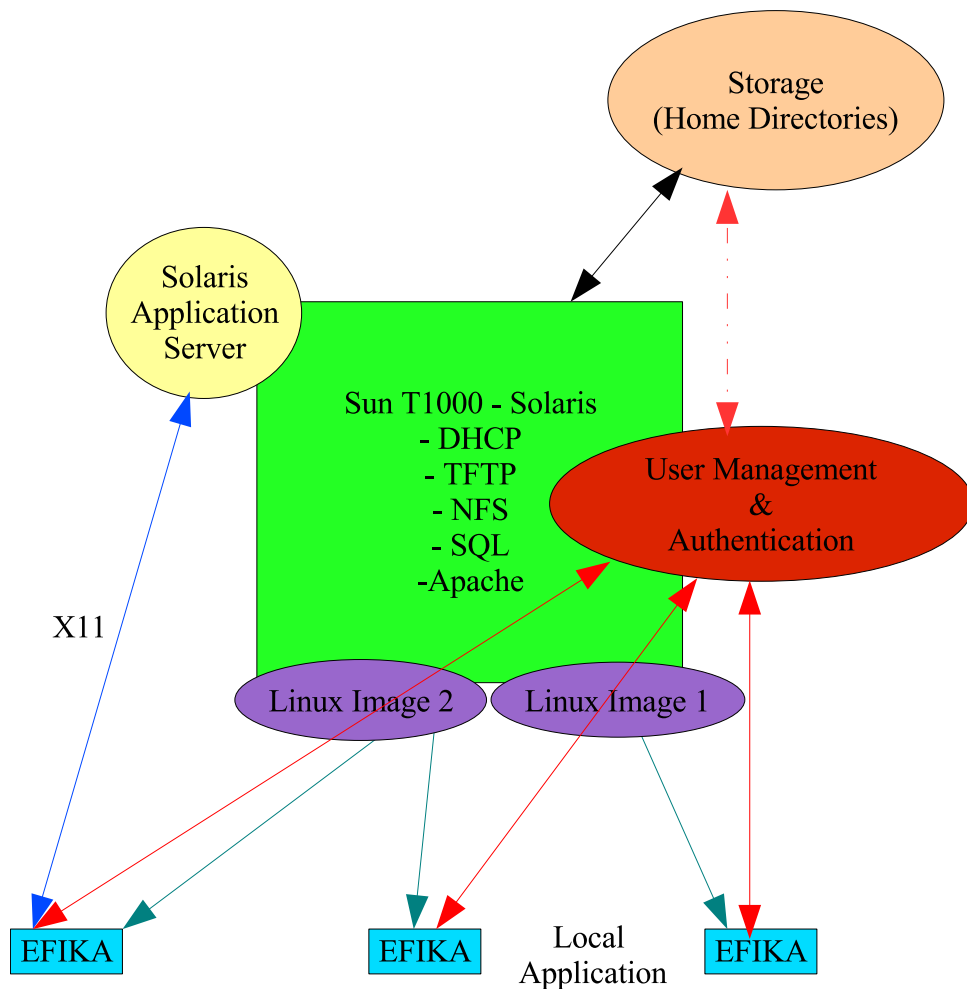 Storage
(Home Directories)
Solaris
Application
Server
Sun T1000 - Solaris
- DHCP
- TFTP
- NFS
- SQL
-Apache
User Management
&
Authentication
X11
Linux Image 2
Linux Image 1
EFIKA
EFIKA
Local
Application
EFIKA